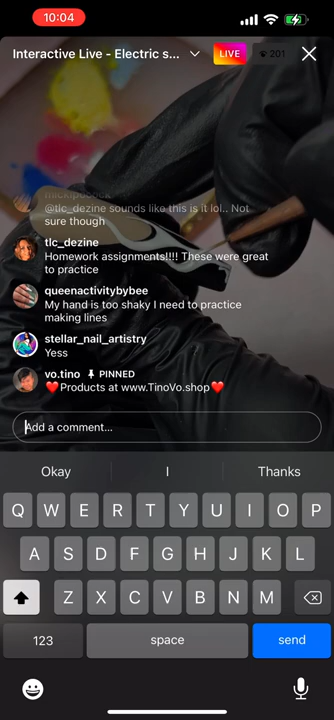 10:04
Interactive Live - Electric s...
LIVE
201
@tlc_dezine sounds like this is it lol.. Not
sure though
tlc_dezine
Homework assignments!!!! These were great
to practice
queenactivitybybee
My hand is too shaky I need to practice
making lines
stellar_nail_artistry
Yess
vo.tino PINNED
❤️Products at www.TinoVo.shop❤️
Add a comment...
Okay I Thanks
Q W E R T Y U I O P
A S D F G H J K L
Z X C V B N M
123 space send